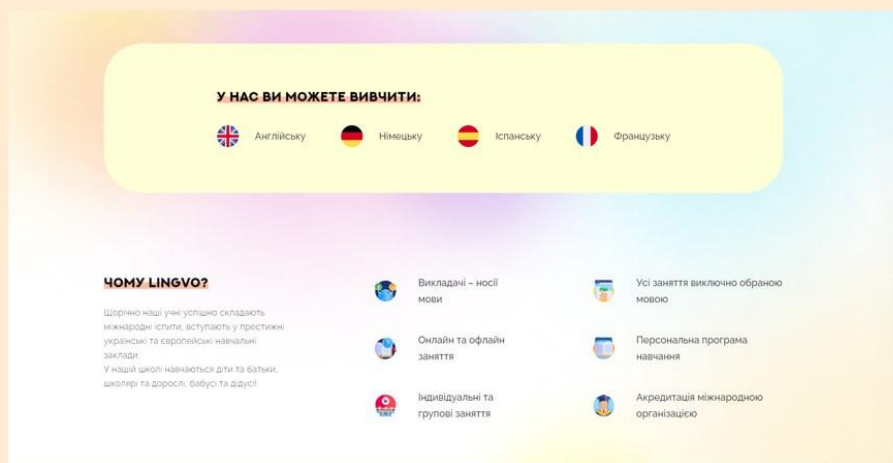 У НАС ВИ МОЖЕТЕ ВИВЧИТИ:
Англійську
Німецьку
Іспанську
Французьку
ЧОМУ LINGVO?
Щорічно наші учні успішно складають
міжнародні іспити, вступають у престижні
українські та європейські навчальні
заклади.
У нашій школі навчаються діти та батьки,
школярі та дорослі, бабусі та дідусі!
Викладачі – носії
мови
Усі заняття виключно обраною
мовою
Онлайн та офлайн
заняття
Персональна програма
навчання
Індивідуальні та
групові заняття
Акредитація міжнародною
організацією